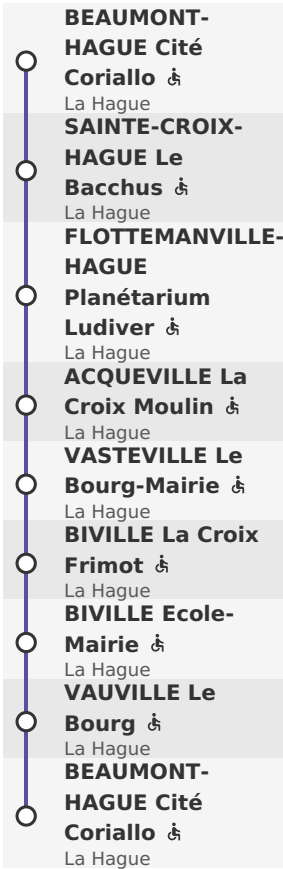 BEAUMONT-
HAGUE Cité
Coriallo
La Hague
SAINTE-CROIX-
HAGUE Le
Bacchus
La Hague
FLOTTEMANVILLE-
HAGUE
Planétarium
Ludiver
La Hague
ACQUEVILLE La
Croix Moulin
La Hague
VASTEVILLE Le
Bourg-Mairie
La Hague
BIVILLE La Croix
Frimot
La Hague
BIVILLE Ecole-
Mairie
La Hague
VAUVILLE Le
Bourg
La Hague
BEAUMONT-
HAGUE Cité
Coriallo
La Hague